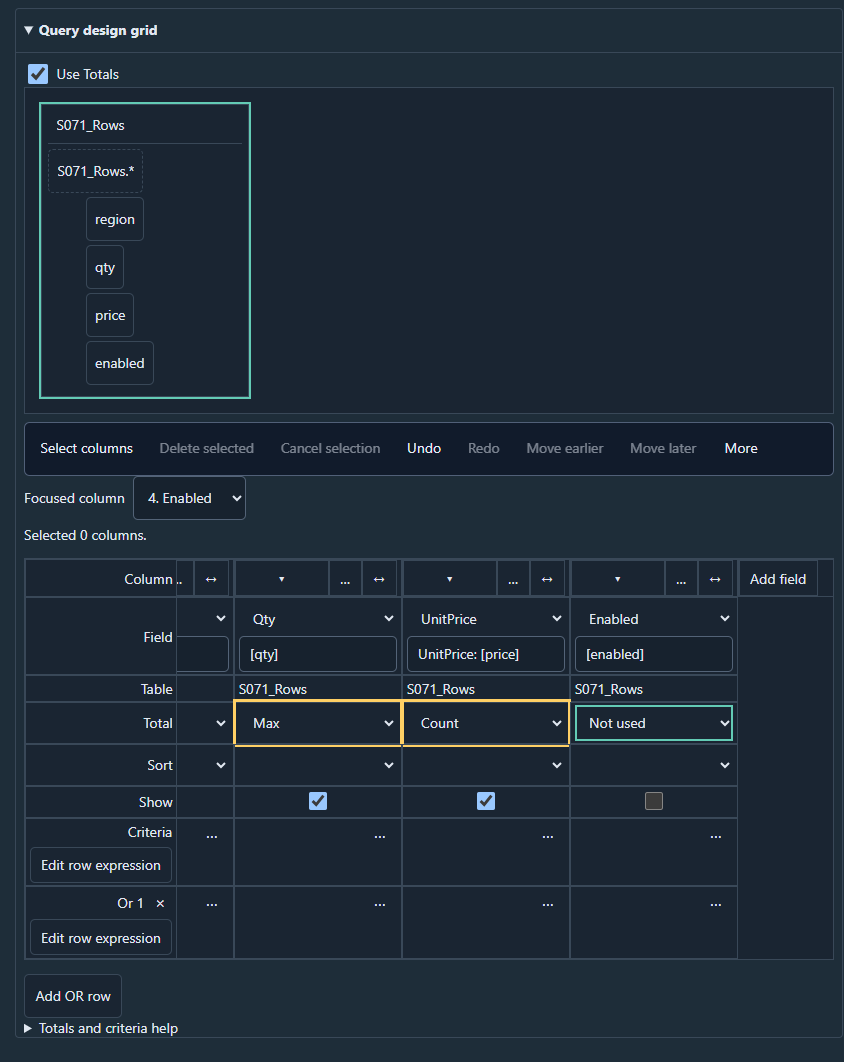 ▼ Query design grid
Use Totals
S071_Rows
S071_Rows.*
region
qty
price
enabled
Select columns Delete selected Cancel selection Undo Redo Move earlier Move later More
Focused column 4. Enabled
Selected 0 columns.
Column .. ↔ ▾ ... ↔ ▾ ... ↔ ▾ ... ↔ Add field
Qty UnitPrice Enabled
Field
[qty] UnitPrice: [price] [enabled]
Table S071_Rows S071_Rows S071_Rows
Total Max Count Not used
Sort
Show
Criteria ... ... ... ...
Edit row expression
Or 1 × ... ... ... ...
Edit row expression
Add OR row
▶ Totals and criteria help